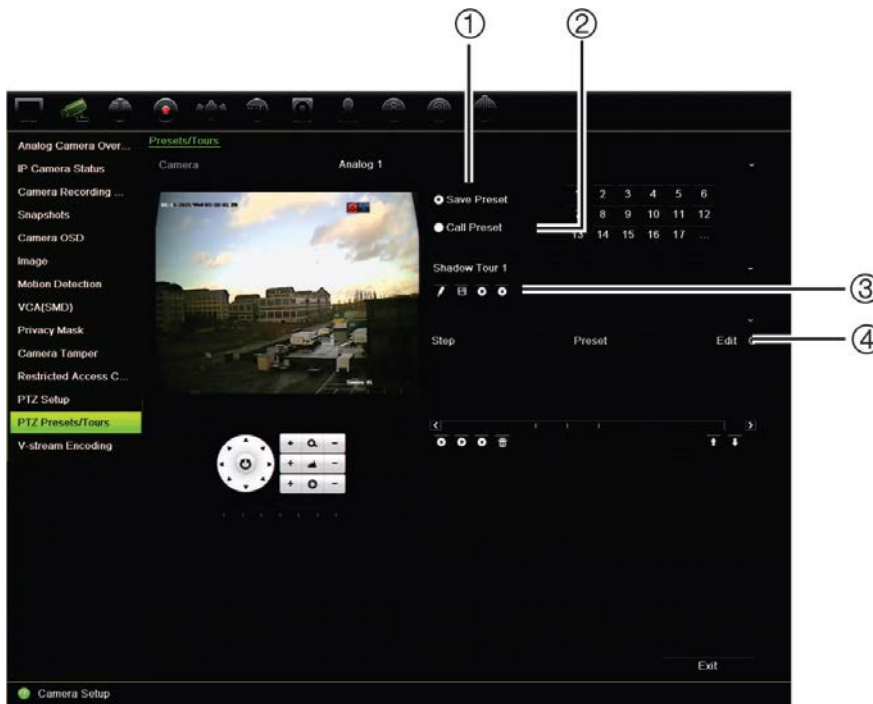 ① ②
Presets/Tours
Camera Analog 1
Analog Camera Over...
IP Camera Status
Camera Recording ...
Snapshots
Camera OSD
Image
Motion Detection
VCA(SMD)
Privacy Mask
Camera Tamper
Restricted Access C...
PTZ Setup
PTZ Presets/Tours
V-stream Encoding
Save Preset
Call Preset
2 3 4 5 6
8 9 10 11 12
13 14 15 16 17 ...
Shadow Tour 1
③
Step Preset Edit
④
Exit
Camera Setup